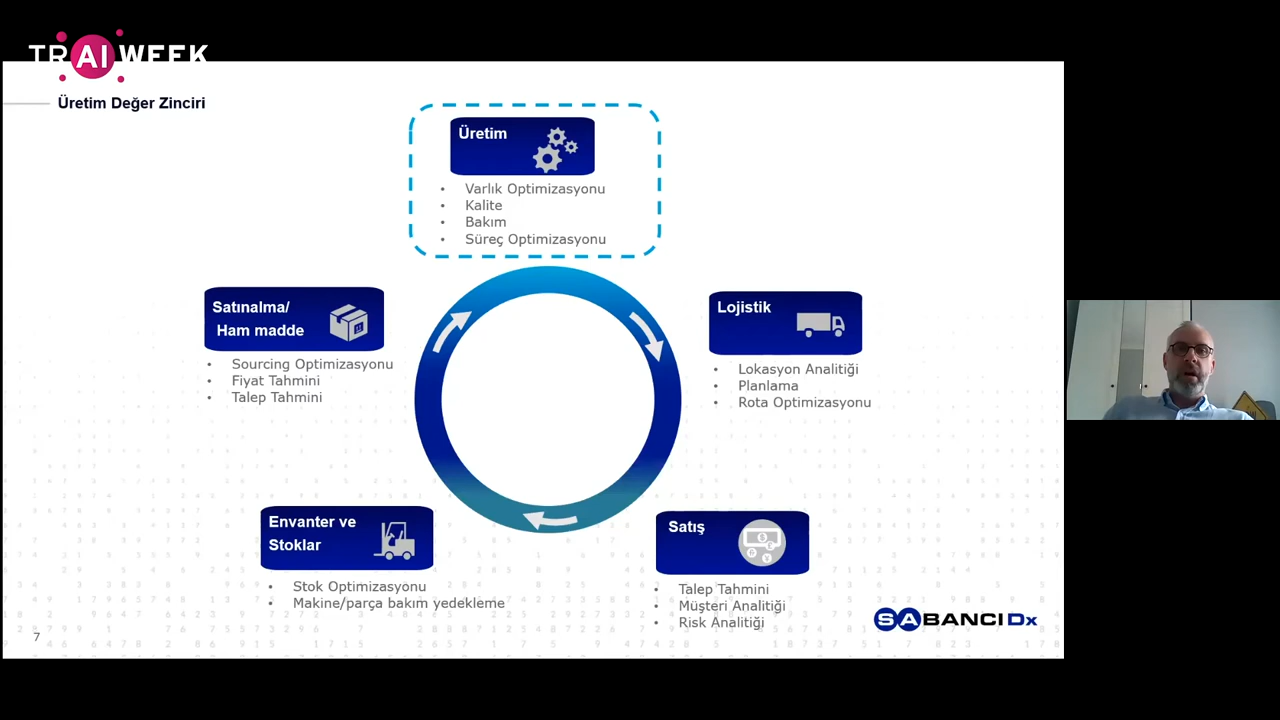 TRAI WEEK
Üretim Değer Zinciri
Üretim
• Varlık Optimizasyonu
• Kalite
• Bakım
• Süreç Optimizasyonu
Satınalma/
Ham madde
• Sourcing Optimizasyonu
• Fiyat Tahmini
• Talep Tahmini
Lojistik
• Lokasyon Analitiği
• Planlama
• Rota Optimizasyonu
Envanter ve
Stoklar
• Stok Optimizasyonu
• Makine/parça bakım yedekleme
Satış
• Talep Tahmini
• Müşteri Analitiği
• Risk Analitiği
SABANCI Dx
7